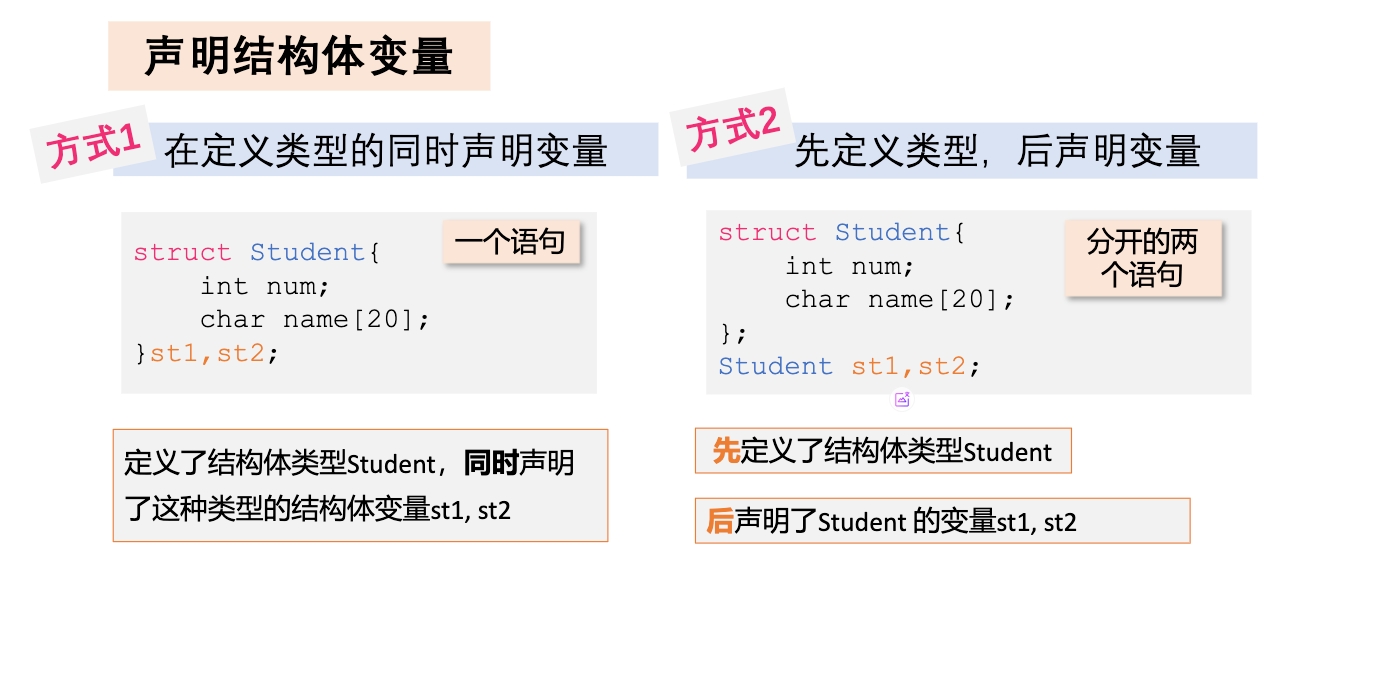 声明结构体变量
方式1
在定义类型的同时声明变量
一个语句
struct Student{
    int num;
    char name[20];
}st1,st2;
定义了结构体类型Student，同时声明
了这种类型的结构体变量st1, st2
方式2
先定义类型，后声明变量
分开的两
个语句
struct Student{
    int num;
    char name[20];
};
Student st1,st2;
先定义了结构体类型Student
后声明了Student 的变量st1, st2